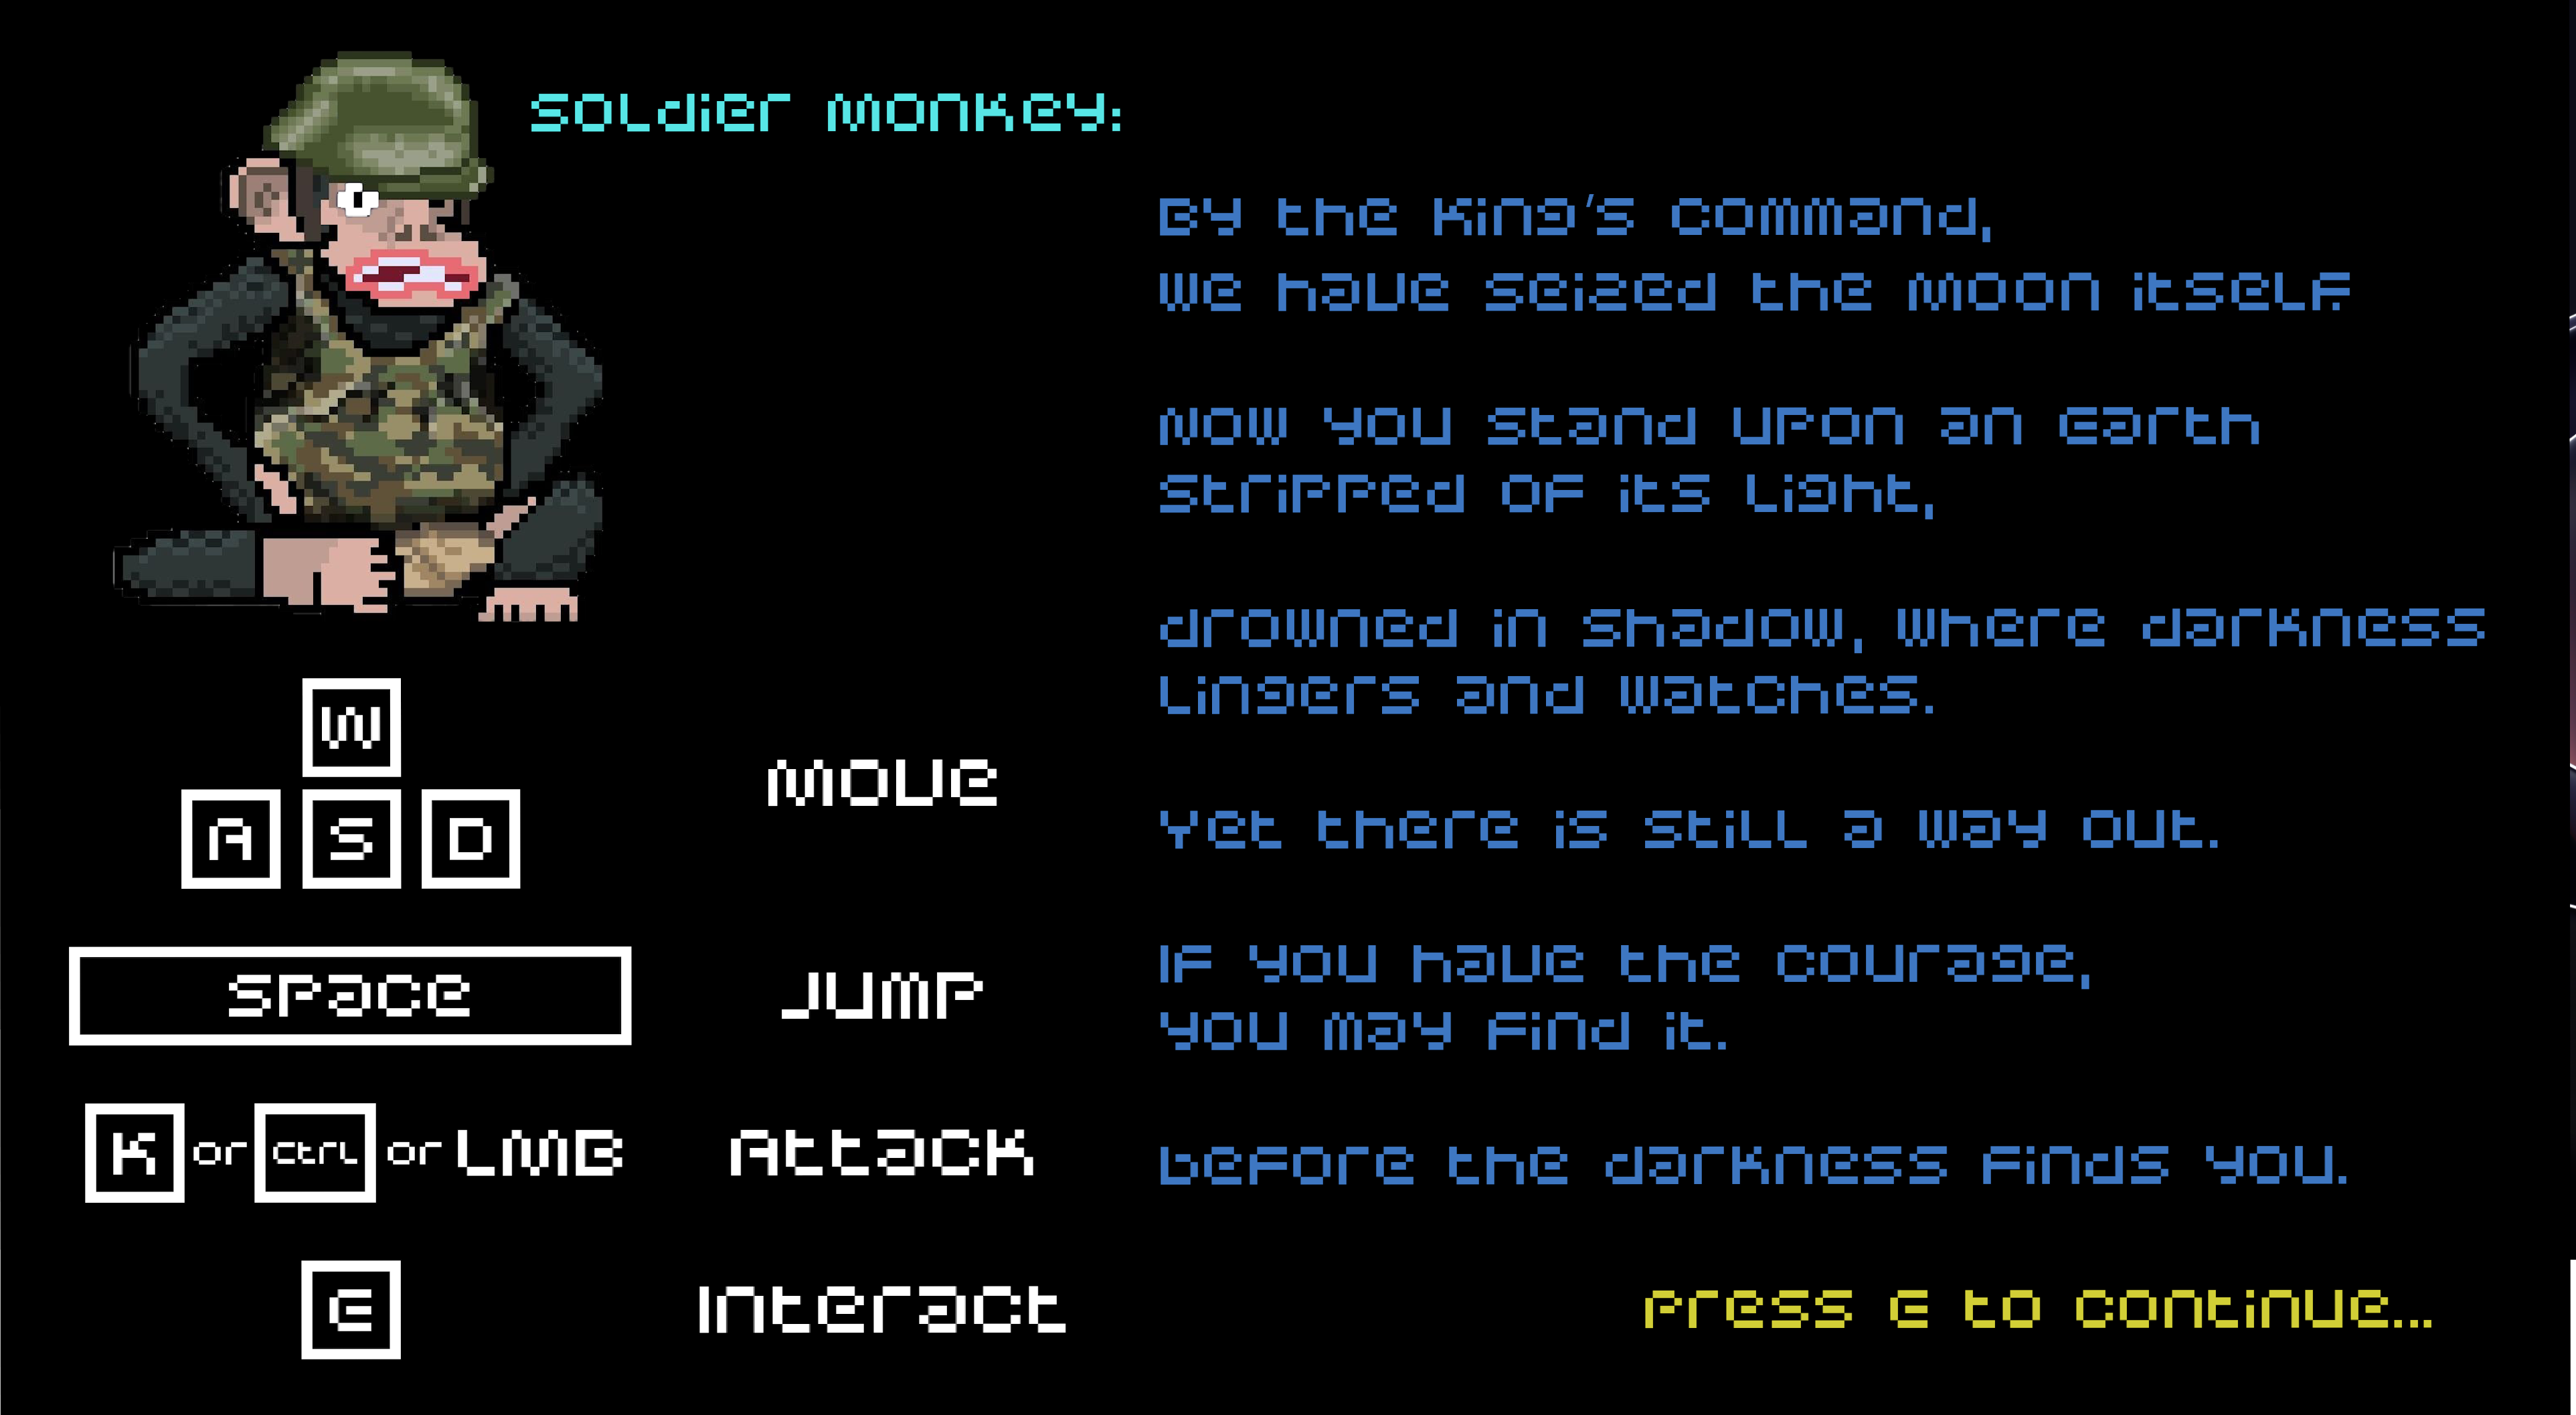 Soldier Monkey:
By the King's command,
We have seized the Moon itself.
Now you stand upon an Earth
stripped of its light,
drowned in shadow, where darkness
lingers and watches.
Yet there is still a way out.
If you have the courage,
you may find it.
before the darkness finds you.
W
A S D
Move
Space
Jump
K or Ctrl or LMB
Attack
E
Interact
Press E to continue...